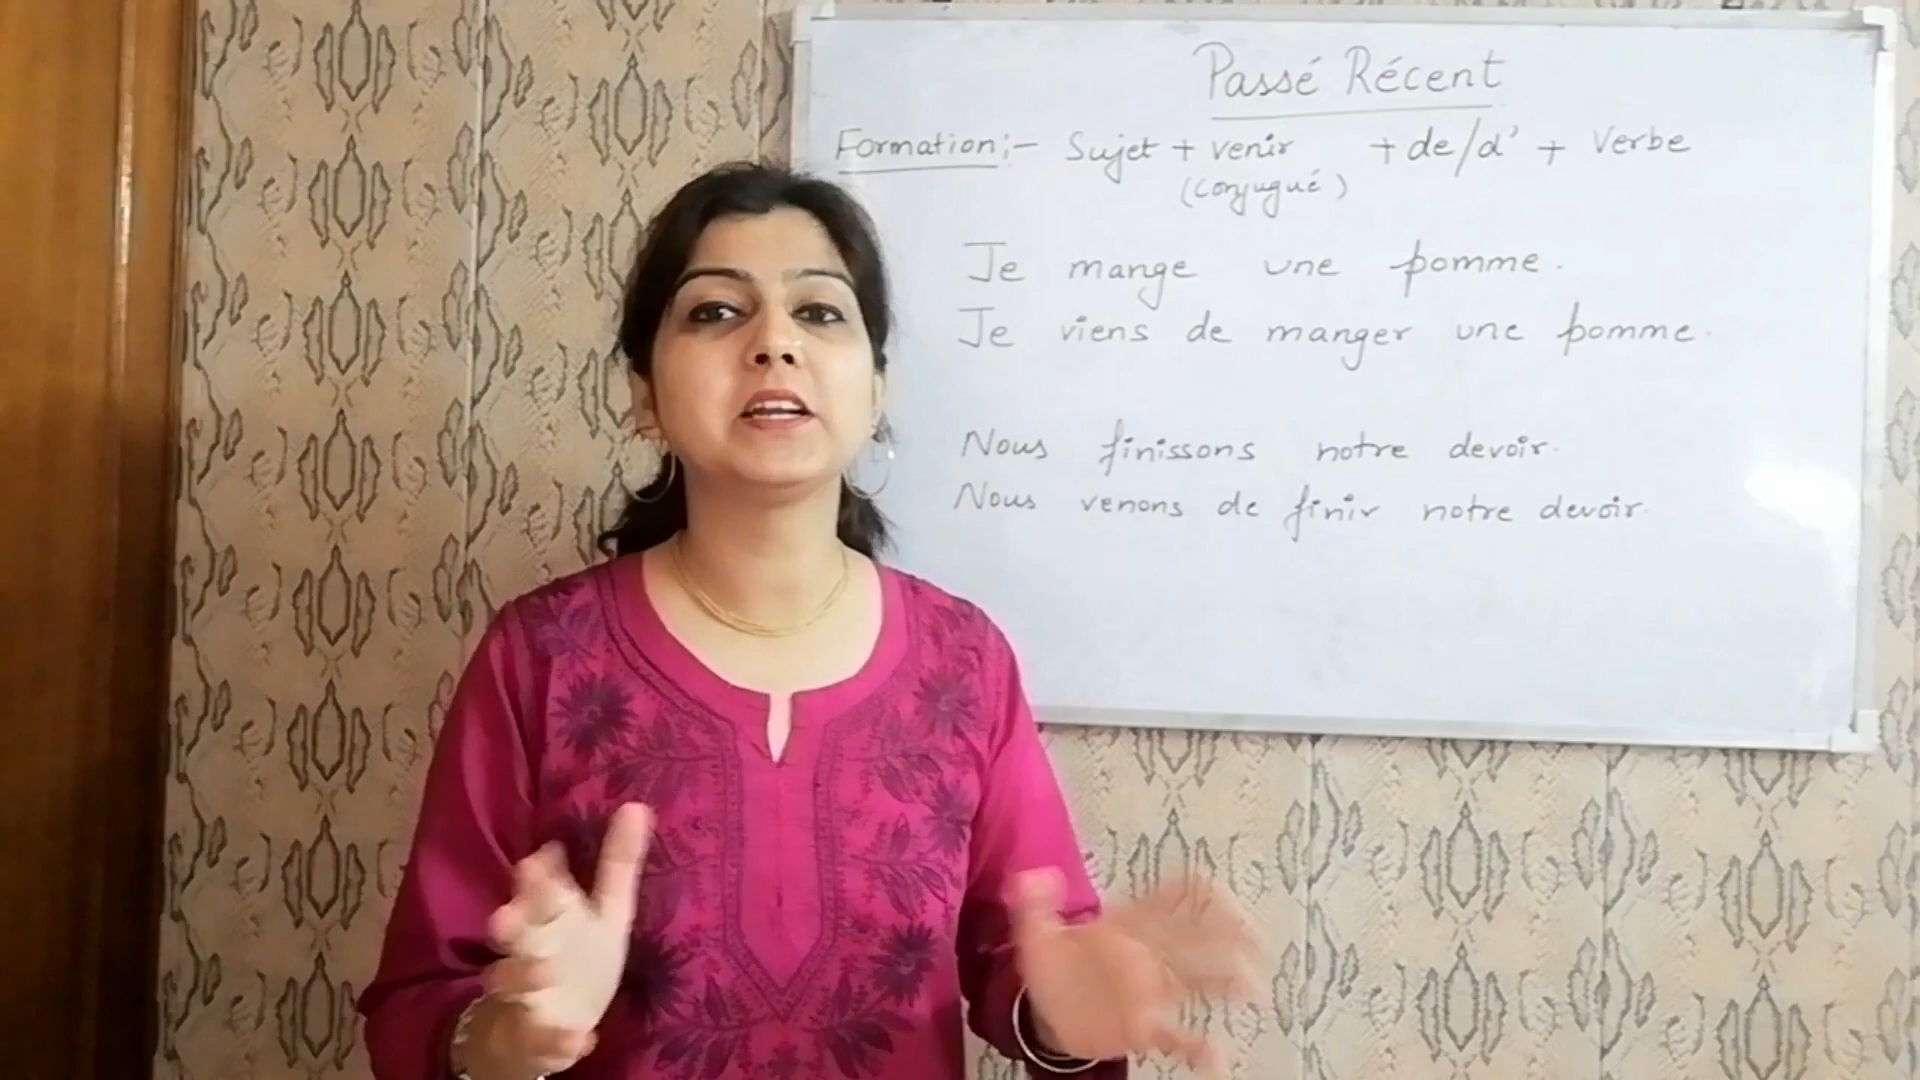 Passé Récent
Formation:- Sujet + venir + de/d' + Verbe
(conjugué)
Je mange une pomme.
Je viens de manger une pomme.
Nous finissons notre devoir.
Nous venons de finir notre devoir.